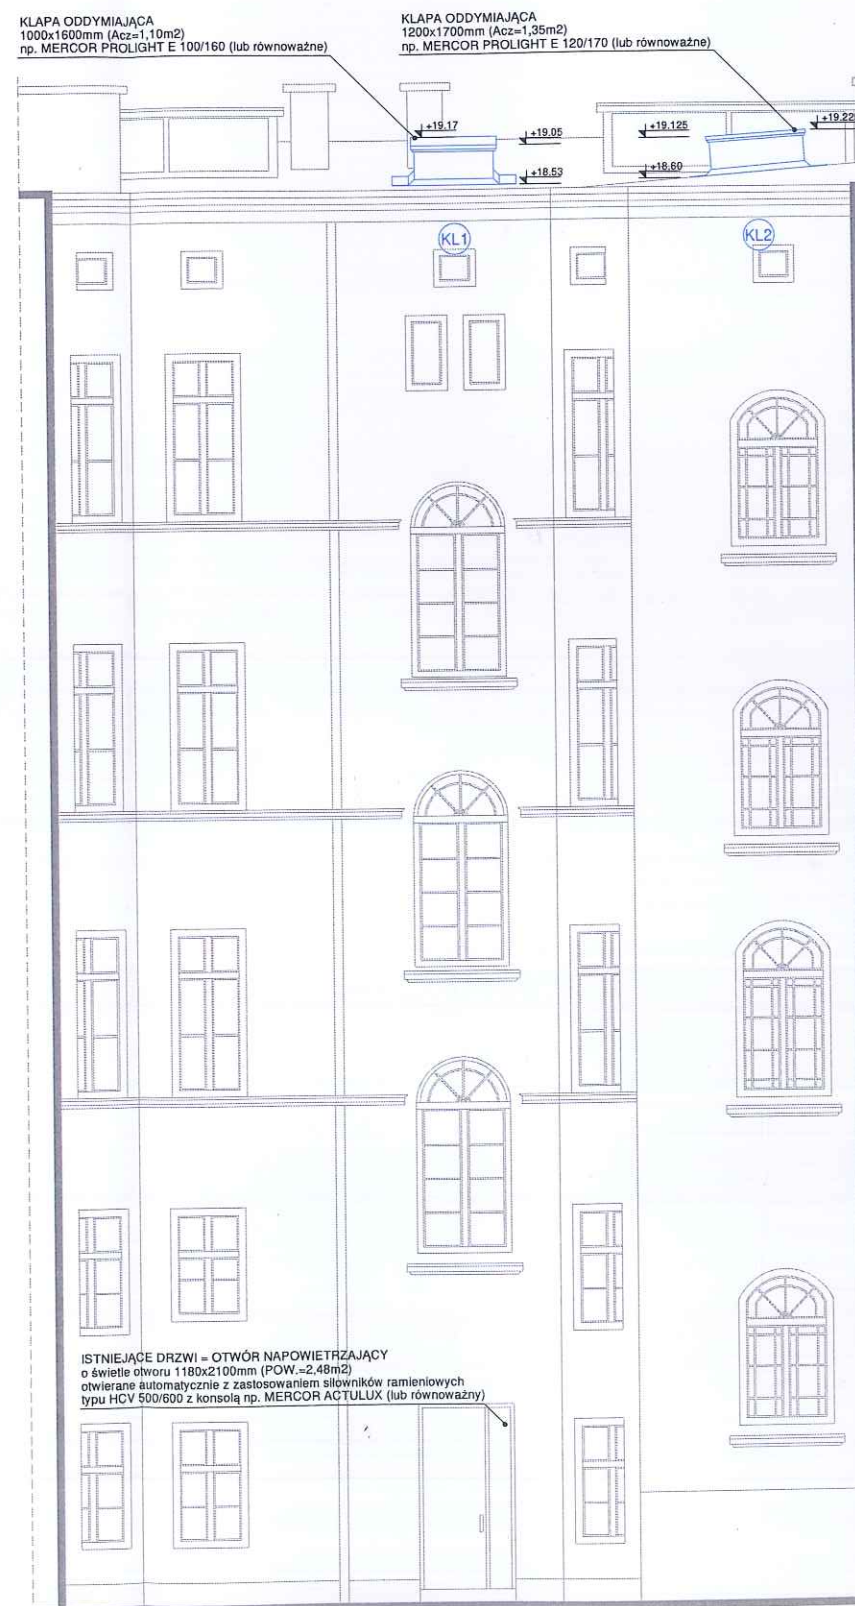 KLAPA ODDYMIAJĄCA
1000x1600mm (Acz=1,10m2)
np. MERCOR PROLIGHT E 100/160 (lub równoważne)
KLAPA ODDYMIAJĄCA
1200x1700mm (Acz=1,35m2)
np. MERCOR PROLIGHT E 120/170 (lub równoważne)
+19.17
+19.05
+18.53
+19.125
+18.60
+19.22
KL1
KL2
ISTNIEJĄCE DRZWI = OTWÓR NAPOWIETRZAJĄCY
o świetle otworu 1180x2100mm (POW.=2,48m2)
otwierane automatycznie z zastosowaniem siłowników ramieniowych
typu HCV 500/600 z konsolą np. MERCOR ACTULUX (lub równoważny)